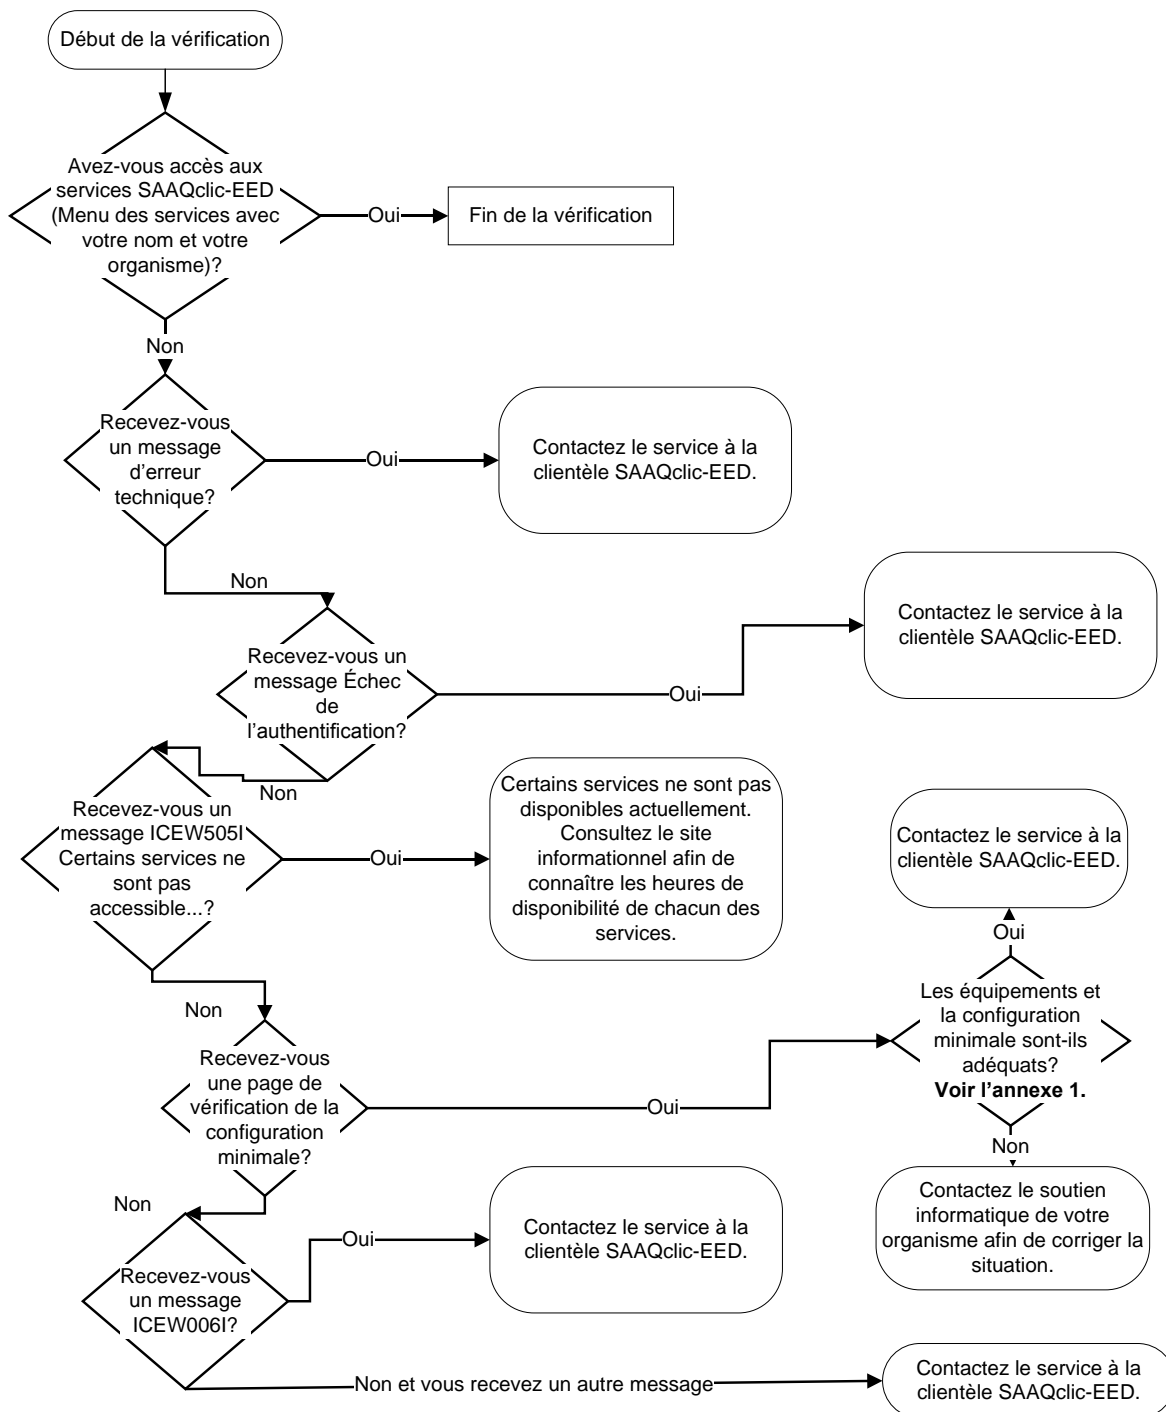 Début de la vérification
Avez-vous accès aux
services SAAQclic-EED
(Menu des services avec
votre nom et votre
organisme)?
Oui
Fin de la vérification
Non
Recevez-vous
un message
d’erreur
technique?
Oui
Contactez le service à la
clientèle SAAQclic-EED.
Non
Recevez-vous un
message Échec
de
l’authentification?
Oui
Contactez le service à la
clientèle SAAQclic-EED.
Non
Recevez-vous un
message ICEW505I
Certains services ne
sont pas
accessible...?
Oui
Certains services ne sont pas
disponibles actuellement.
Consultez le site
informationnel afin de
connaître les heures de
disponibilité de chacun des
services.
Non
Recevez-vous
une page de
vérification de la
configuration
minimale?
Oui
Les équipements et
la configuration
minimale sont-ils
adéquats?
Voir l’annexe 1.
Oui
Contactez le service à la
clientèle SAAQclic-EED.
Non
Contactez le soutien
informatique de votre
organisme afin de corriger la
situation.
Non
Recevez-vous
un message
ICEW006I?
Oui
Contactez le service à la
clientèle SAAQclic-EED.
Non et vous recevez un autre message
Contactez le service à la
clientèle SAAQclic-EED.